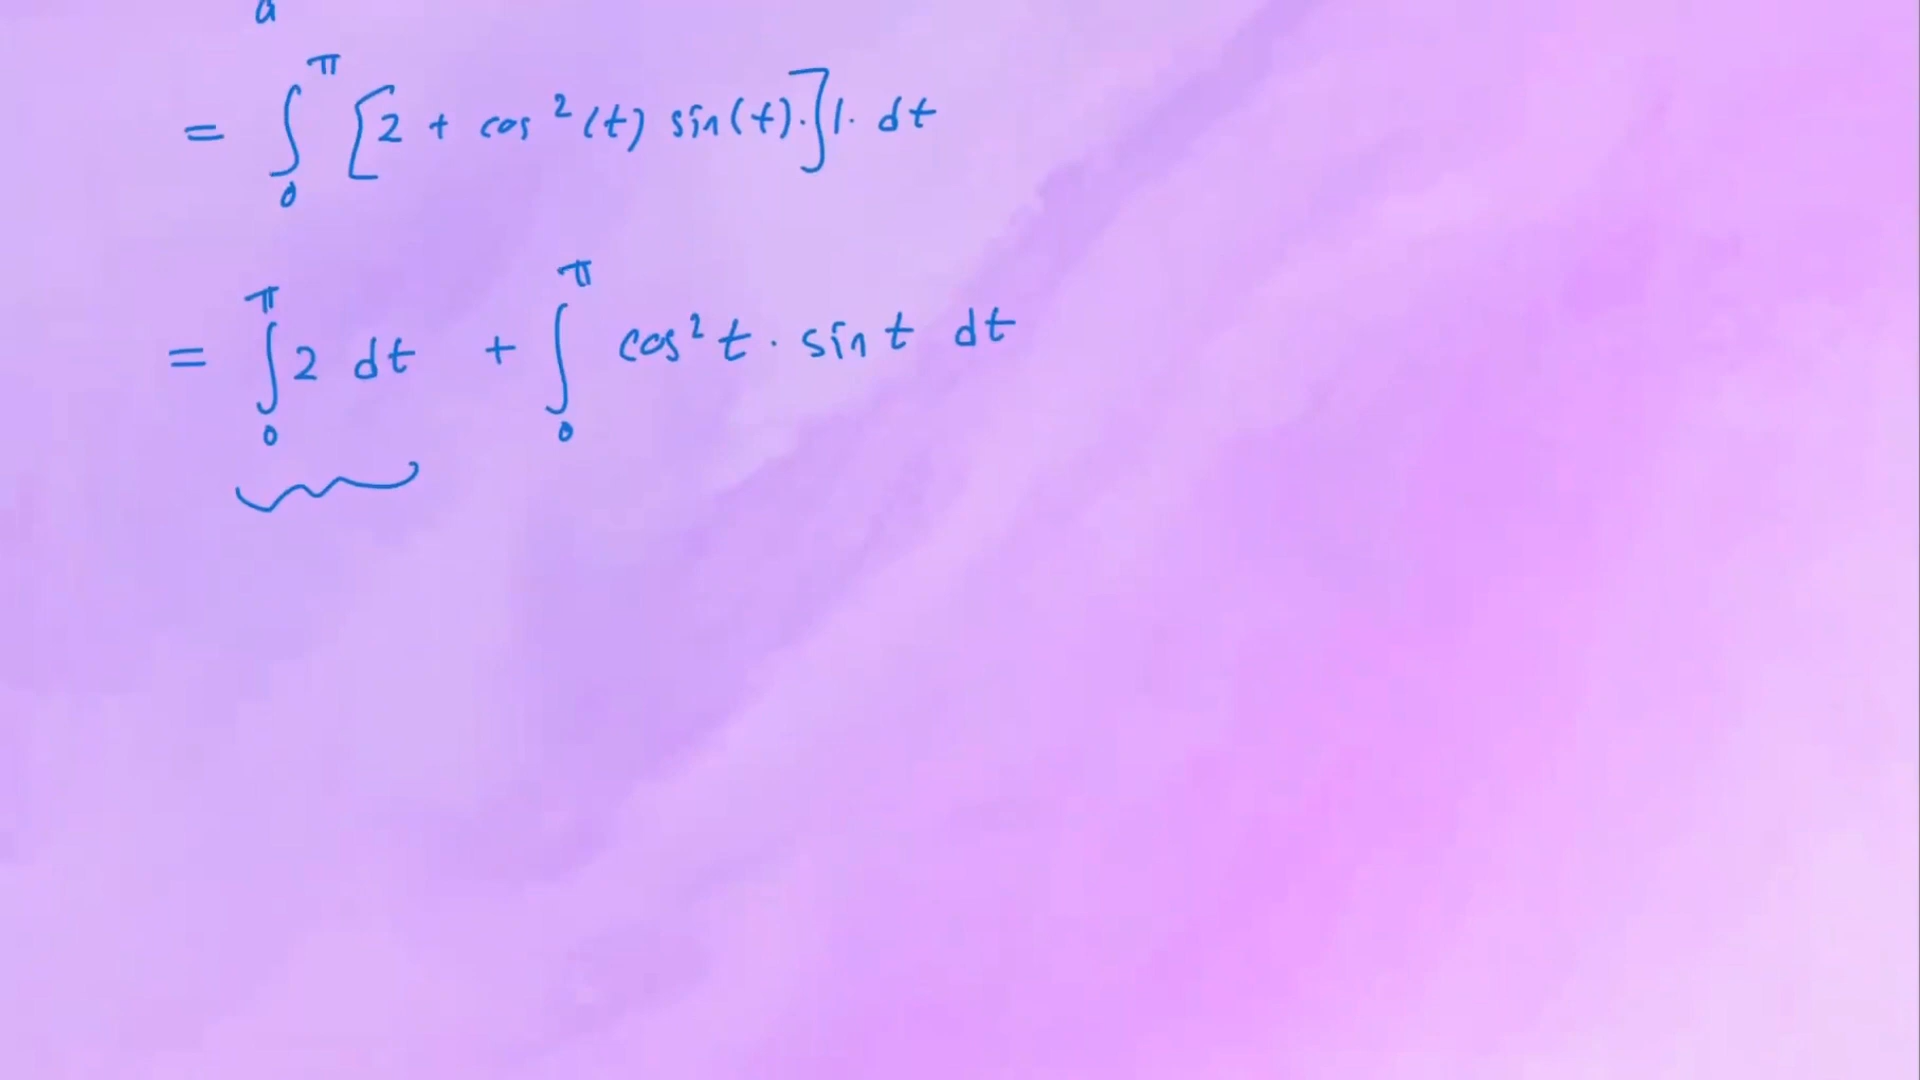 a
= ∫₀^π [2 + cos²(t) sin(t).] 1. dt
= ∫₀^π 2 dt + ∫₀^π cos²t . sin t dt